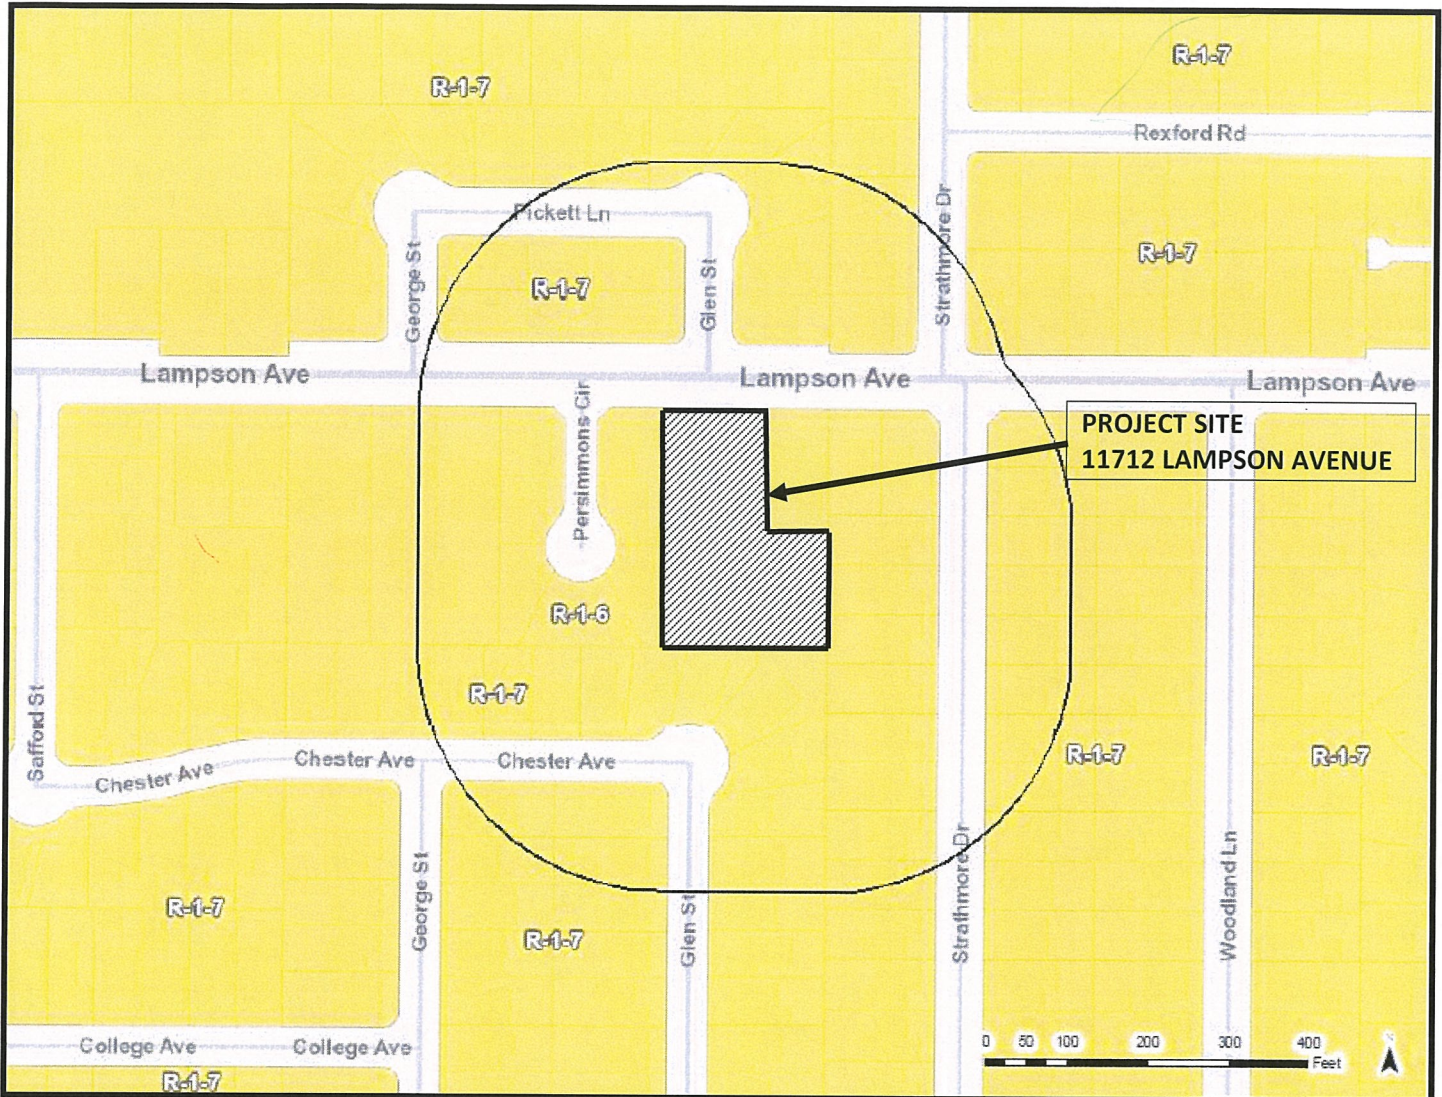 R-1-7
R-1-7
Rexford Rd
Pickett Ln
Strathmore Dr
R-1-7
George St
R-1-7
Glen St
Lampson Ave
Lampson Ave
Lampson Ave
Persimmons Cir
PROJECT SITE
11712 LAMPSON AVENUE
R-1-6
R-1-7
Safford St
Chester Ave
Chester Ave
Chester Ave
R-1-7
R-1-7
Strathmore Dr
Woodland Ln
George St
Glen St
R-1-7
R-1-7
College Ave
College Ave
R-1-7
0 50 100 200 300 400
Feet
N